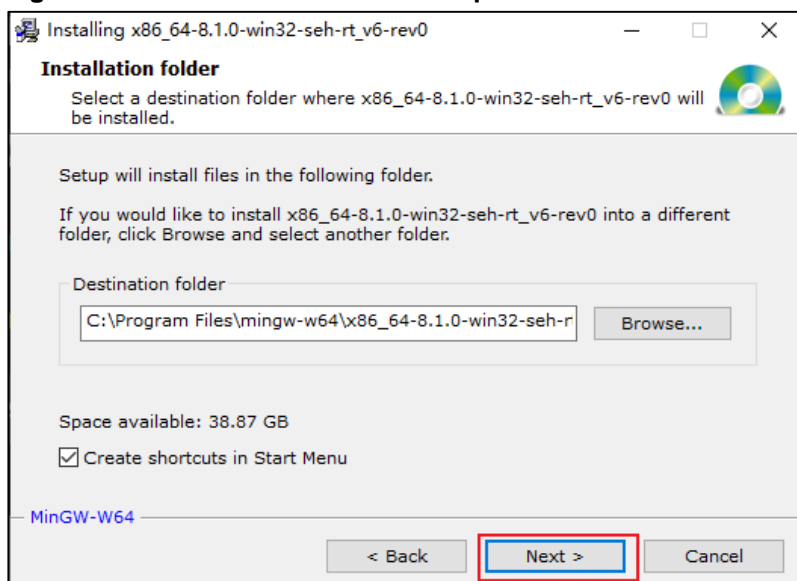 Installing x86_64-8.1.0-win32-seh-rt_v6-rev0
Installation folder
Select a destination folder where x86_64-8.1.0-win32-seh-rt_v6-rev0 will
be installed.
Setup will install files in the following folder.
If you would like to install x86_64-8.1.0-win32-seh-rt_v6-rev0 into a different
folder, click Browse and select another folder.
Destination folder
C:\Program Files\mingw-w64\x86_64-8.1.0-win32-seh-r
Browse...
Space available: 38.87 GB
Create shortcuts in Start Menu
MinGW-W64
< Back
Next >
Cancel